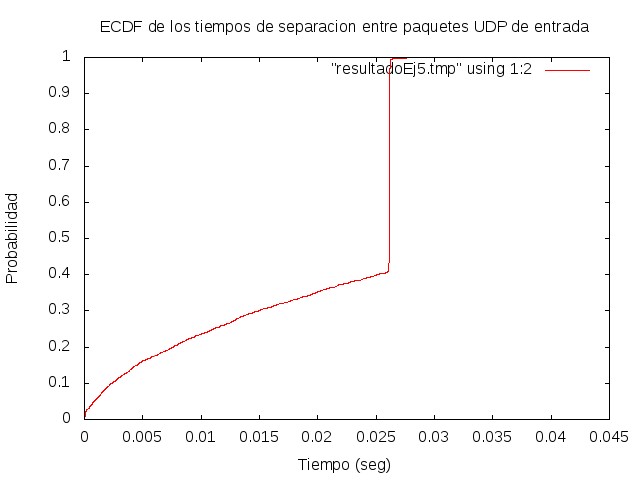 ECDF de los tiempos de separacion entre paquetes UDP de entrada
"resultadoEj5.tmp" using 1:2
Probabilidad
1
0.9
0.8
0.7
0.6
0.5
0.4
0.3
0.2
0.1
0
0 0.005 0.01 0.015 0.02 0.025 0.03 0.035 0.04 0.045
Tiempo (seg)